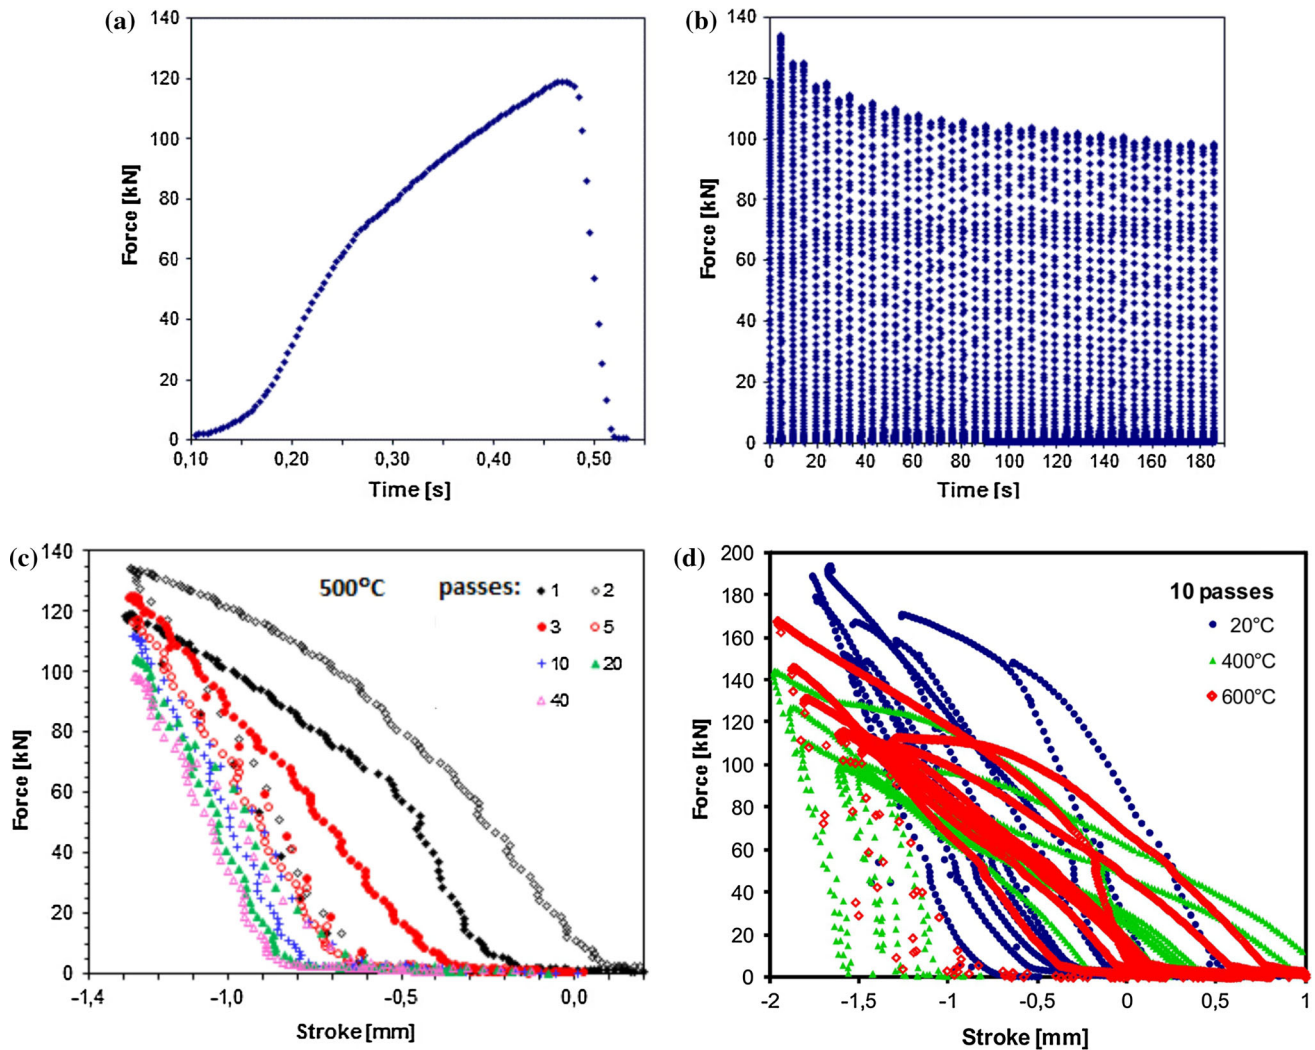 (a)
140
120
100
80
60
40
20
0
Force [kN]
0,10 0,20 0,30 0,40 0,50
Time [s]
(b)
140
120
100
80
60
40
20
0
Force [kN]
0 20 40 60 80 100 120 140 160 180
Time [s]
(c)
140
120
100
80
60
40
20
0
Force [kN]
500°C passes: 1 2
3 5
10 20
40
-1,4 -1,0 -0,5 0,0
Stroke [mm]
(d)
200
180
160
140
120
100
80
60
40
20
0
Force [kN]
10 passes
20°C
400°C
600°C
-2 -1,5 -1 -0,5 0 0,5 1
Stroke [mm]